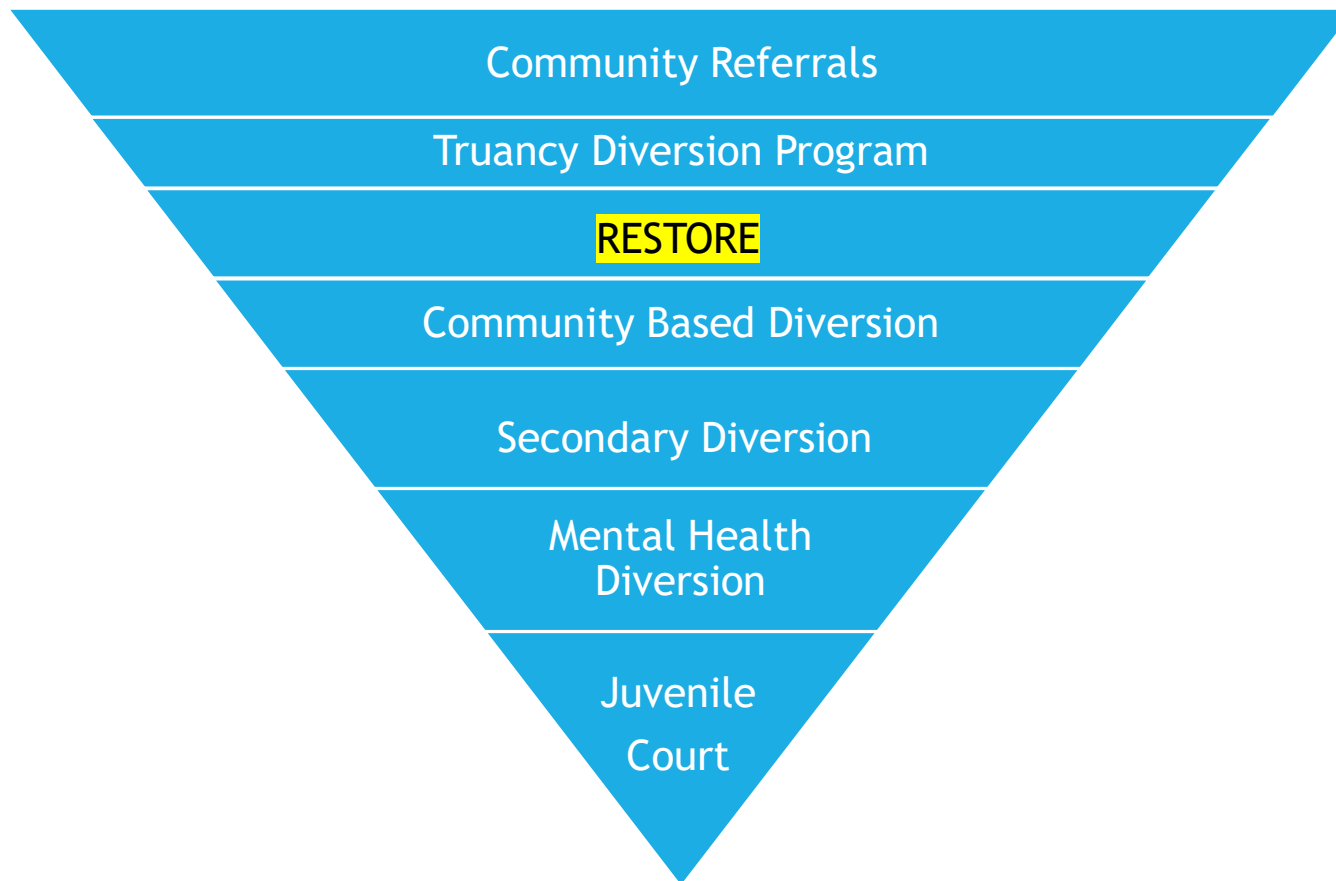 Community Referrals
Truancy Diversion Program
RESTORE
Community Based Diversion
Secondary Diversion
Mental Health
Diversion
Juvenile
Court